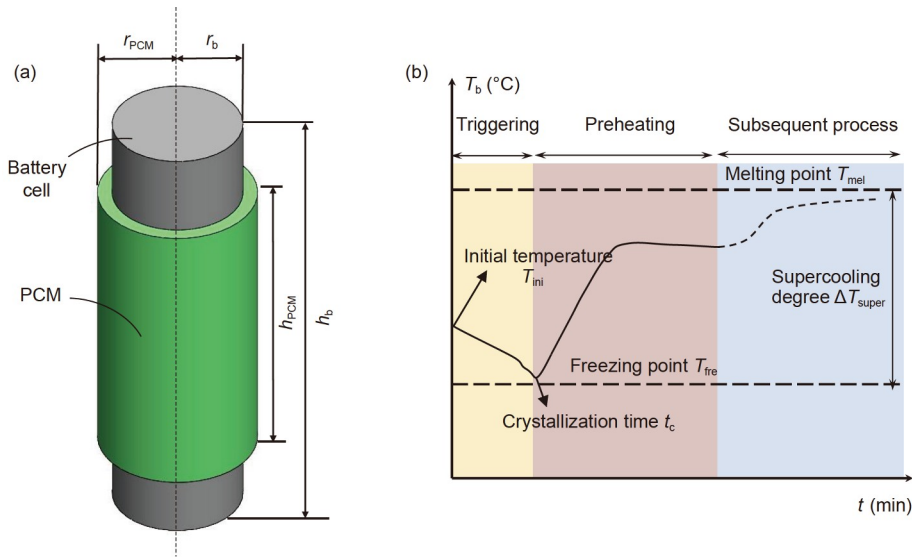 (a)
r_PCM
r_b
Battery
cell
PCM
h_PCM
h_b
(b)
T_b (°C)
Triggering
Preheating
Subsequent process
Melting point T_mel
Initial temperature
T_ini
Supercooling
degree ΔT_super
Freezing point T_fre
Crystallization time t_c
t (min)